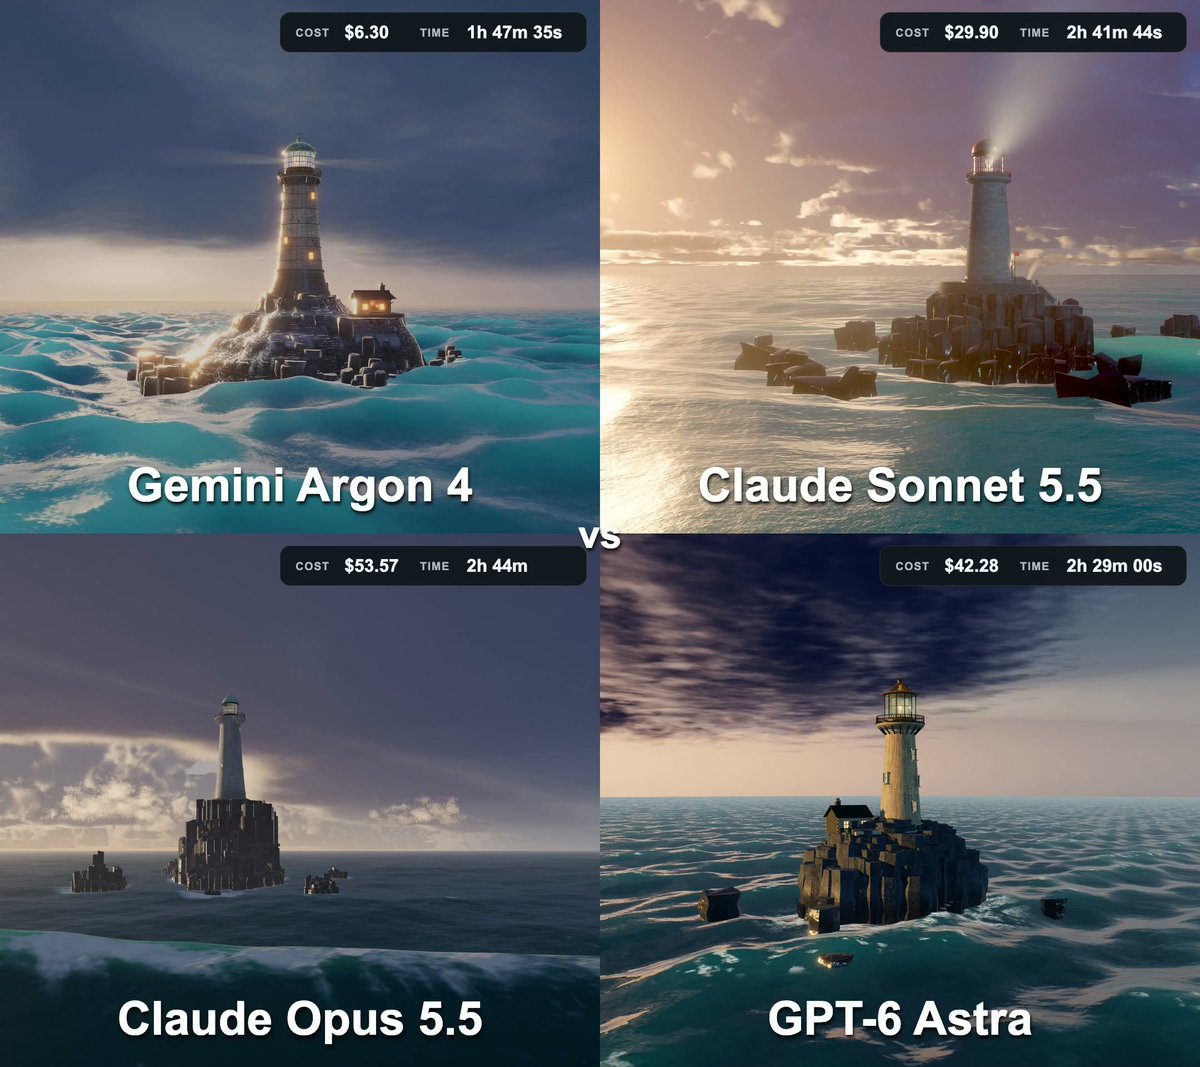 COST $6.30 TIME 1h 47m 35s
COST $29.90 TIME 2h 41m 44s
Gemini Argon 4
Claude Sonnet 5.5
vs
COST $53.57 TIME 2h 44m
COST $42.28 TIME 2h 29m 00s
Claude Opus 5.5
GPT-6 Astra